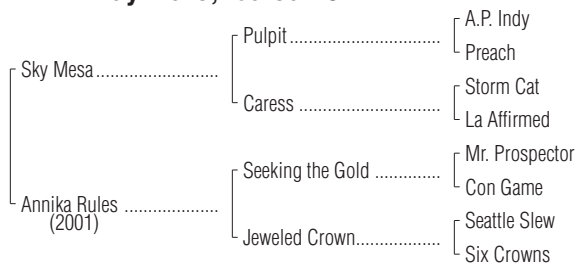 A.P. Indy
Pulpit
Preach
Sky Mesa
Storm Cat
Caress
La Affirmed
Mr. Prospector
Seeking the Gold
Con Game
Annika Rules
(2001)
Seattle Slew
Jeweled Crown
Six Crowns